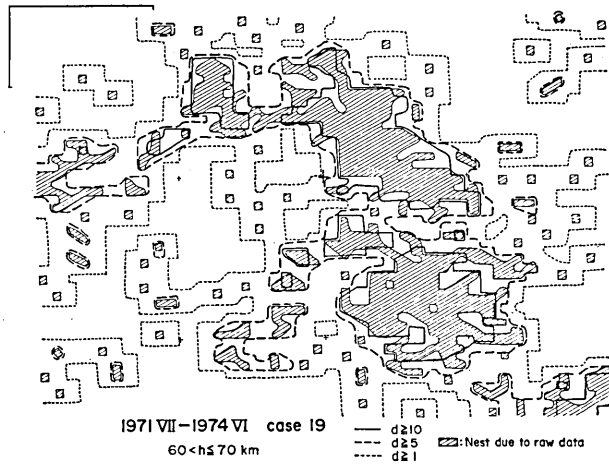 1971 VII–1974 VI case 19
60<h≤70 km
d≥10
d≥5
d≥1
: Nest due to raw data